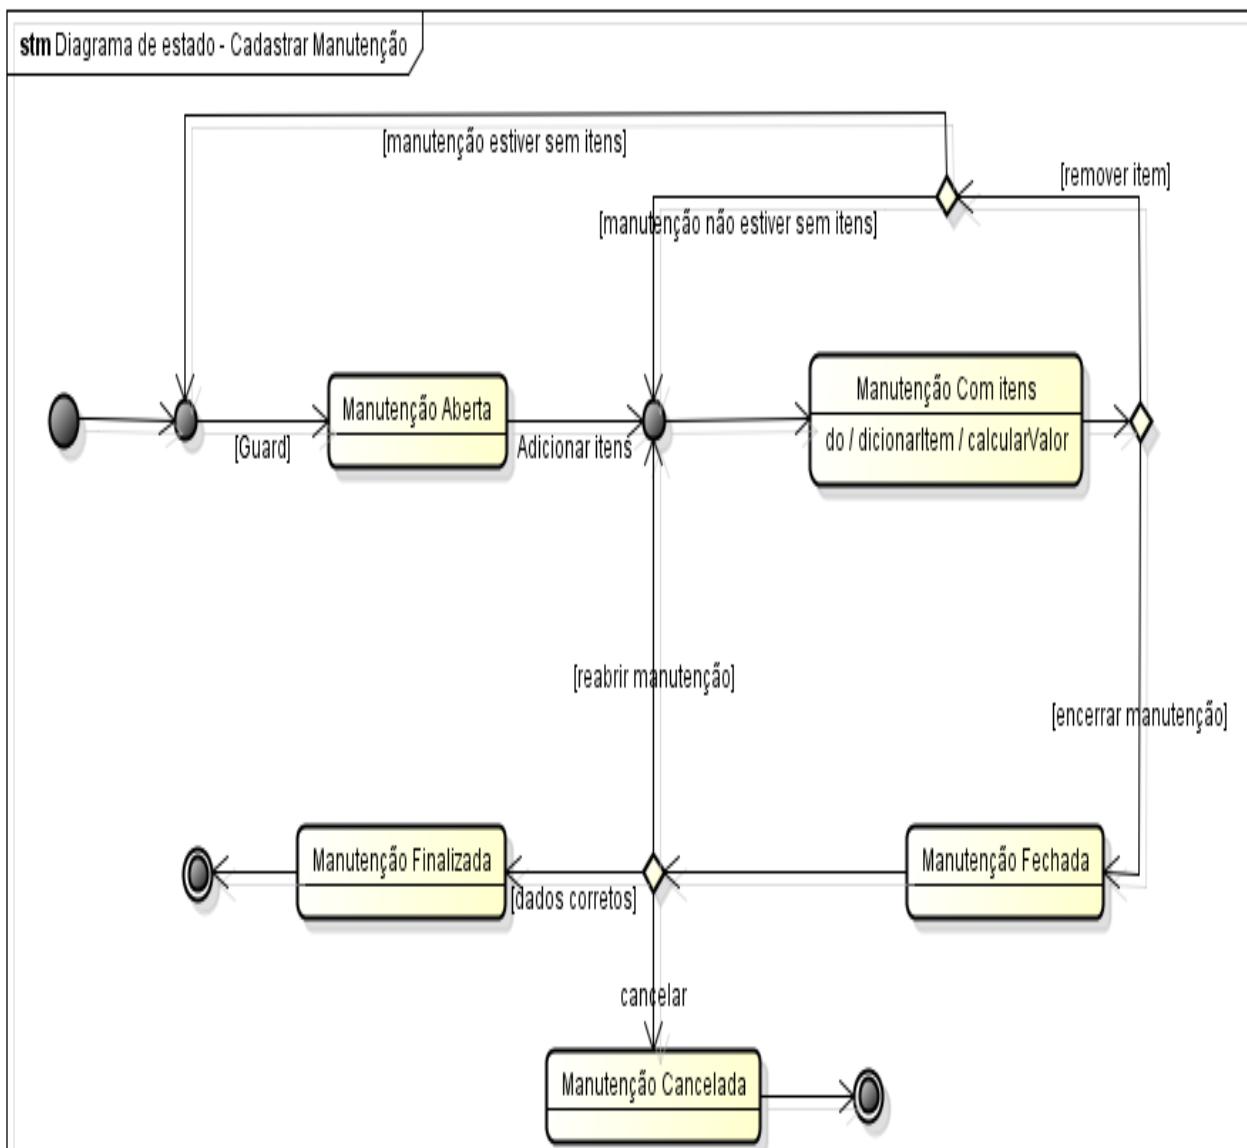 stm Diagrama de estado - Cadastrar Manutenção
[manutenção estiver sem itens]
[remover item]
[manutenção não estiver sem itens]
Manutenção Com itens
Manutenção Aberta
do / dicionarItem / calcularValor
[Guard]
Adicionar itens
[reabrir manutenção]
[encerrar manutenção]
Manutenção Finalizada
Manutenção Fechada
[dados corretos]
cancelar
Manutenção Cancelada